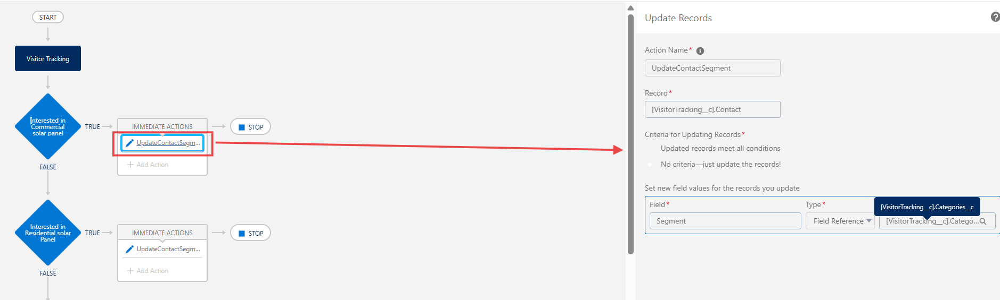 START
Visitor Tracking
Interested in
Commercial
solar panel
TRUE
IMMEDIATE ACTIONS
STOP
UpdateContactSegm...
+ Add Action
FALSE
Interested in
Residential solar
Panel
TRUE
IMMEDIATE ACTIONS
STOP
UpdateContactSegm...
+ Add Action
FALSE
Update Records
?
Action Name* i
UpdateContactSegment
Record*
[VisitorTracking__c].Contact
Criteria for Updating Records*
Updated records meet all conditions
No criteria—just update the records!
Set new field values for the records you update
Field* Type*
[VisitorTracking__c].Categories__c
Segment Field Reference [VisitorTracking__c].Catego...